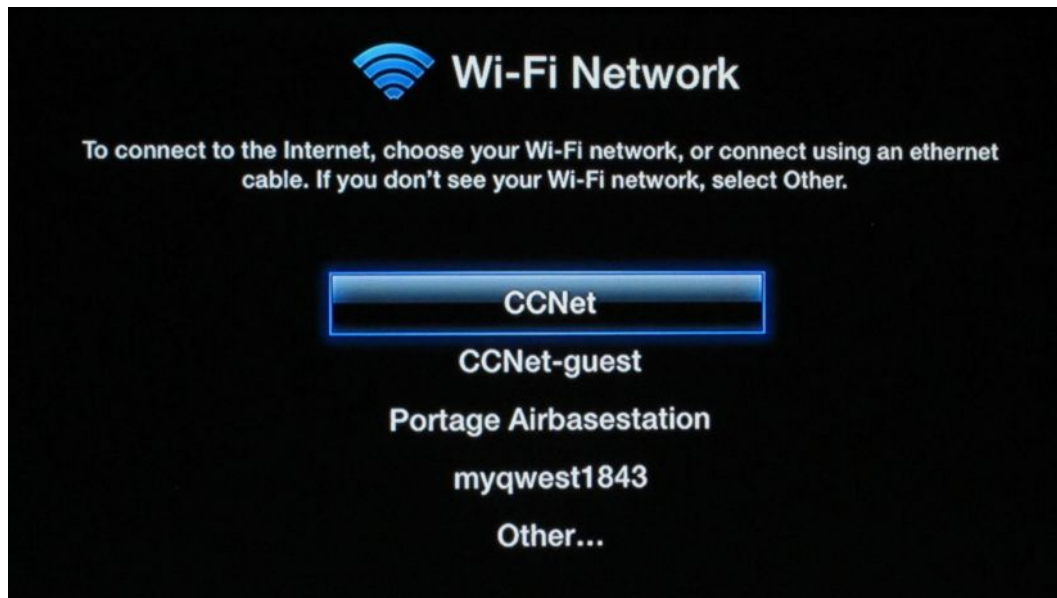 Wi-Fi Network
To connect to the Internet, choose your Wi-Fi network, or connect using an ethernet
cable. If you don't see your Wi-Fi network, select Other.
CCNet
CCNet-guest
Portage Airbasestation
myqwest1843
Other...